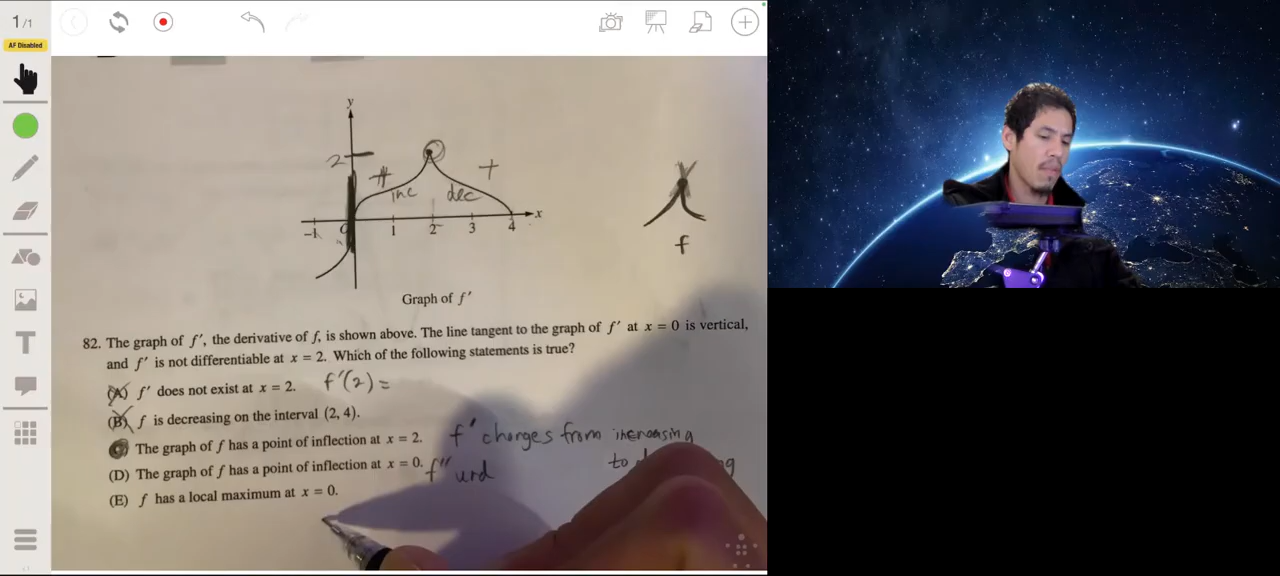 1/1
AF Disabled
y
2
+
+
inc
dec
x
-1
0
1
2
3
4
f
Graph of f′
82. The graph of f′, the derivative of f, is shown above. The line tangent to the graph of f′ at x = 0 is vertical,
and f′ is not differentiable at x = 2. Which of the following statements is true?
(A) f′ does not exist at x = 2. f'(2) =
(B) f is decreasing on the interval (2, 4).
The graph of f has a point of inflection at x = 2. f' changes from increasing
(D) The graph of f has a point of inflection at x = 0. f" und to
(E) f has a local maximum at x = 0.
T